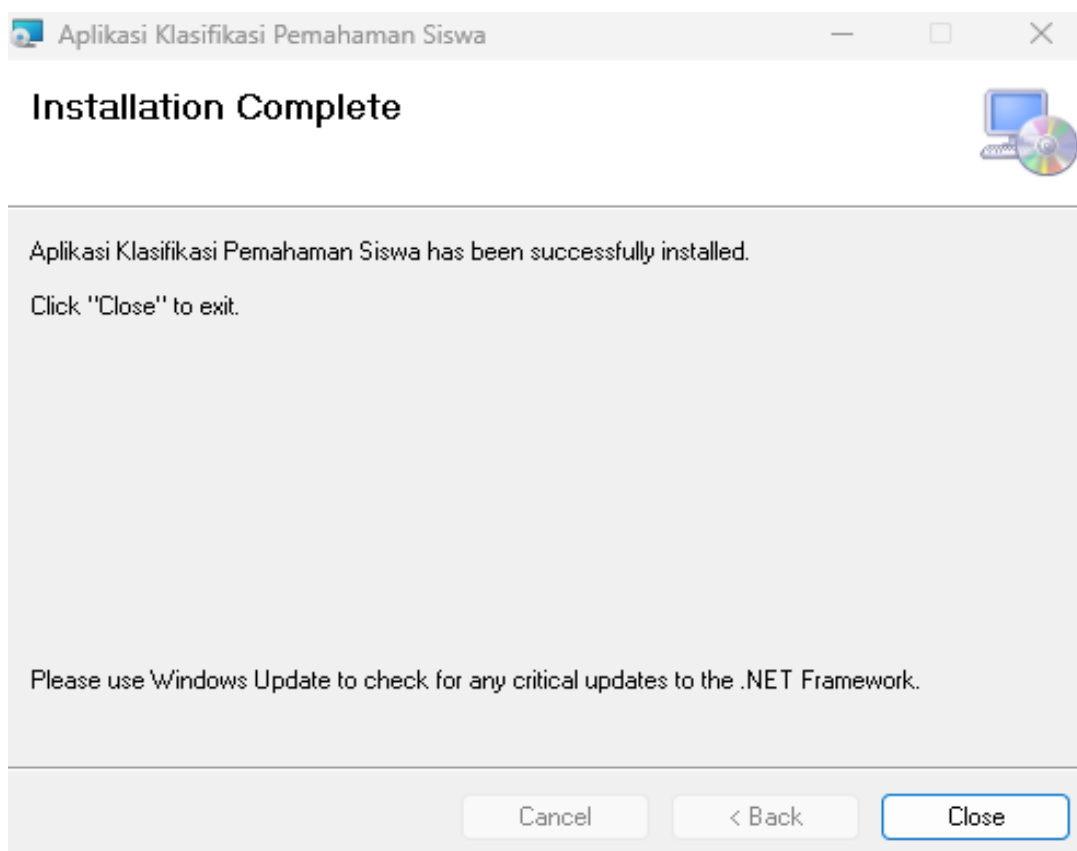 Aplikasi Klasifikasi Pemahaman Siswa
Installation Complete
Aplikasi Klasifikasi Pemahaman Siswa has been successfully installed.
Click "Close" to exit.
Please use Windows Update to check for any critical updates to the .NET Framework.
Cancel
< Back
Close